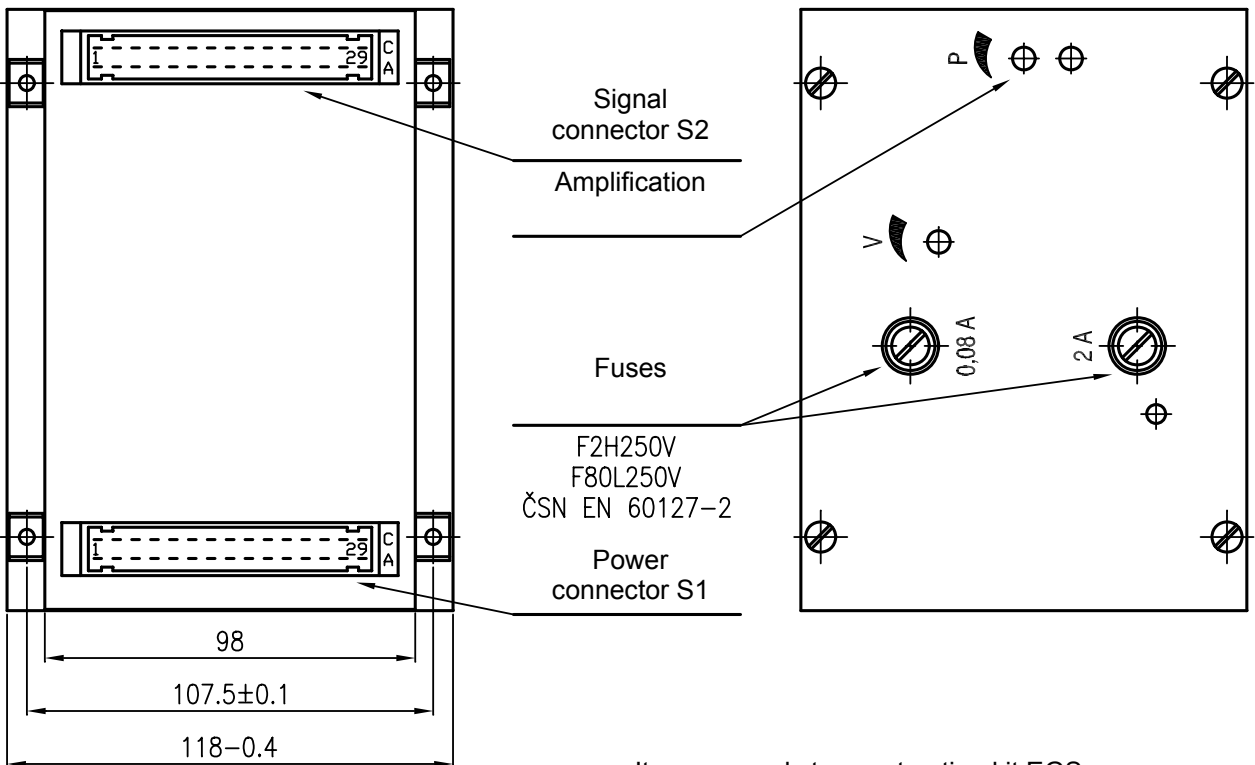 1 29 C
A
Signal
connector S2
Amplification
Fuses
F2H250V
F80L250V
ČSN EN 60127-2
1 29 C
A
Power
connector S1
98
107.5±0.1
118-0.4
P
V
0,08 A
2 A